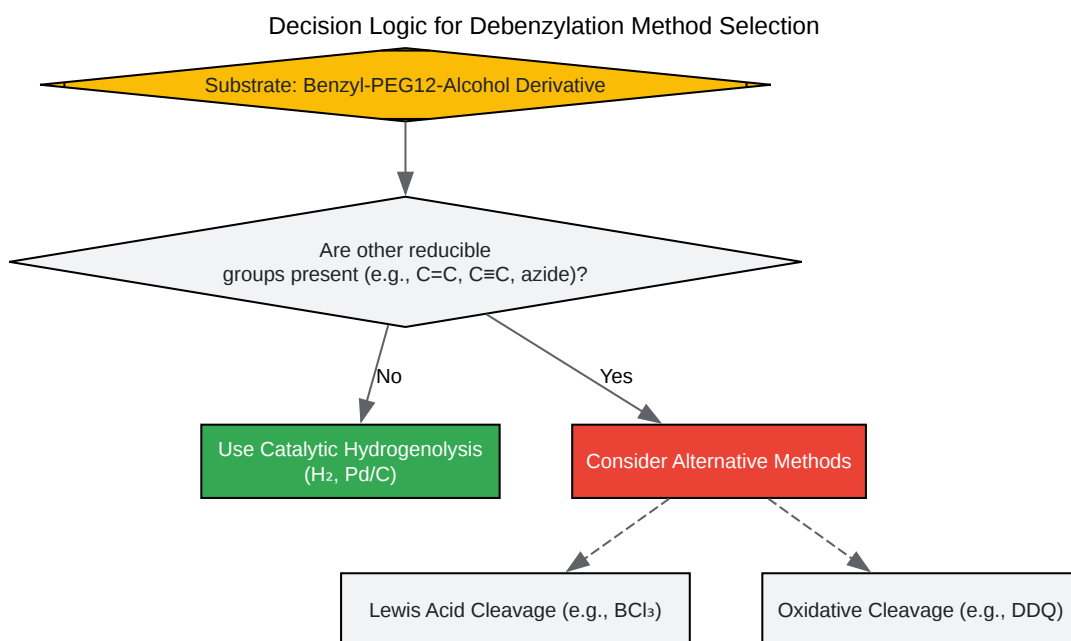 Decision Logic for Debenzylation Method Selection
Substrate: Benzyl-PEG12-Alcohol Derivative
Are other reducible
groups present (e.g., C=C, C≡C, azide)?
No
Yes
Use Catalytic Hydrogenolysis
(H₂, Pd/C)
Consider Alternative Methods
Lewis Acid Cleavage (e.g., BCl₃)
Oxidative Cleavage (e.g., DDQ)